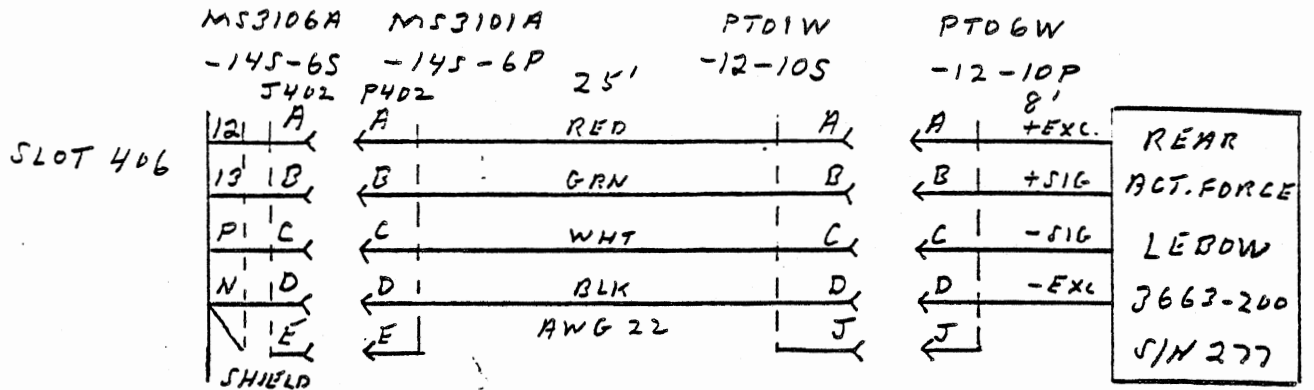 MS3106A MS3101A PT01W PT06W
-14S-6S -14S-6P 25' -12-10S -12-10P
J402 P402 8'
12 A A RED A A +EXC. REAR
SLOT 406
13 B B GRN B B +SIG ACT. FORCE
P C C WHT C C -SIG LEBOW
N D D BLK D D -EXC 3663-200
E E AWG 22 J J S/N 277
SHIELD